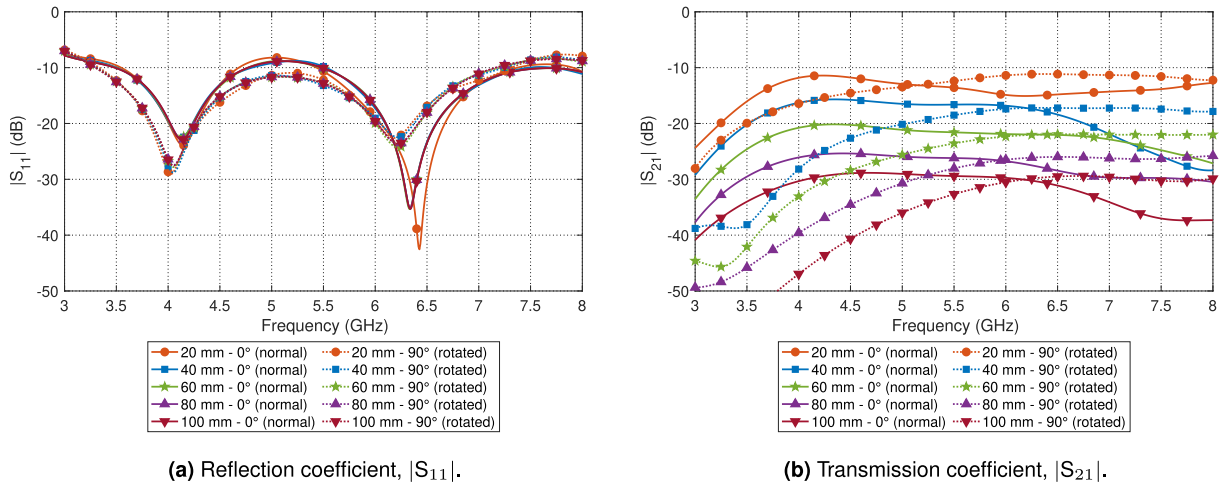 0
-10
-20
-30
-40
-50
|S11| (dB)
3 3.5 4 4.5 5 5.5 6 6.5 7 7.5 8
Frequency (GHz)
20 mm - 0° (normal) 20 mm - 90° (rotated)
40 mm - 0° (normal) 40 mm - 90° (rotated)
60 mm - 0° (normal) 60 mm - 90° (rotated)
80 mm - 0° (normal) 80 mm - 90° (rotated)
100 mm - 0° (normal) 100 mm - 90° (rotated)
(a) Reflection coefficient, |S11|.
0
-10
-20
-30
-40
-50
|S21| (dB)
3 3.5 4 4.5 5 5.5 6 6.5 7 7.5 8
Frequency (GHz)
20 mm - 0° (normal) 20 mm - 90° (rotated)
40 mm - 0° (normal) 40 mm - 90° (rotated)
60 mm - 0° (normal) 60 mm - 90° (rotated)
80 mm - 0° (normal) 80 mm - 90° (rotated)
100 mm - 0° (normal) 100 mm - 90° (rotated)
(b) Transmission coefficient, |S21|.